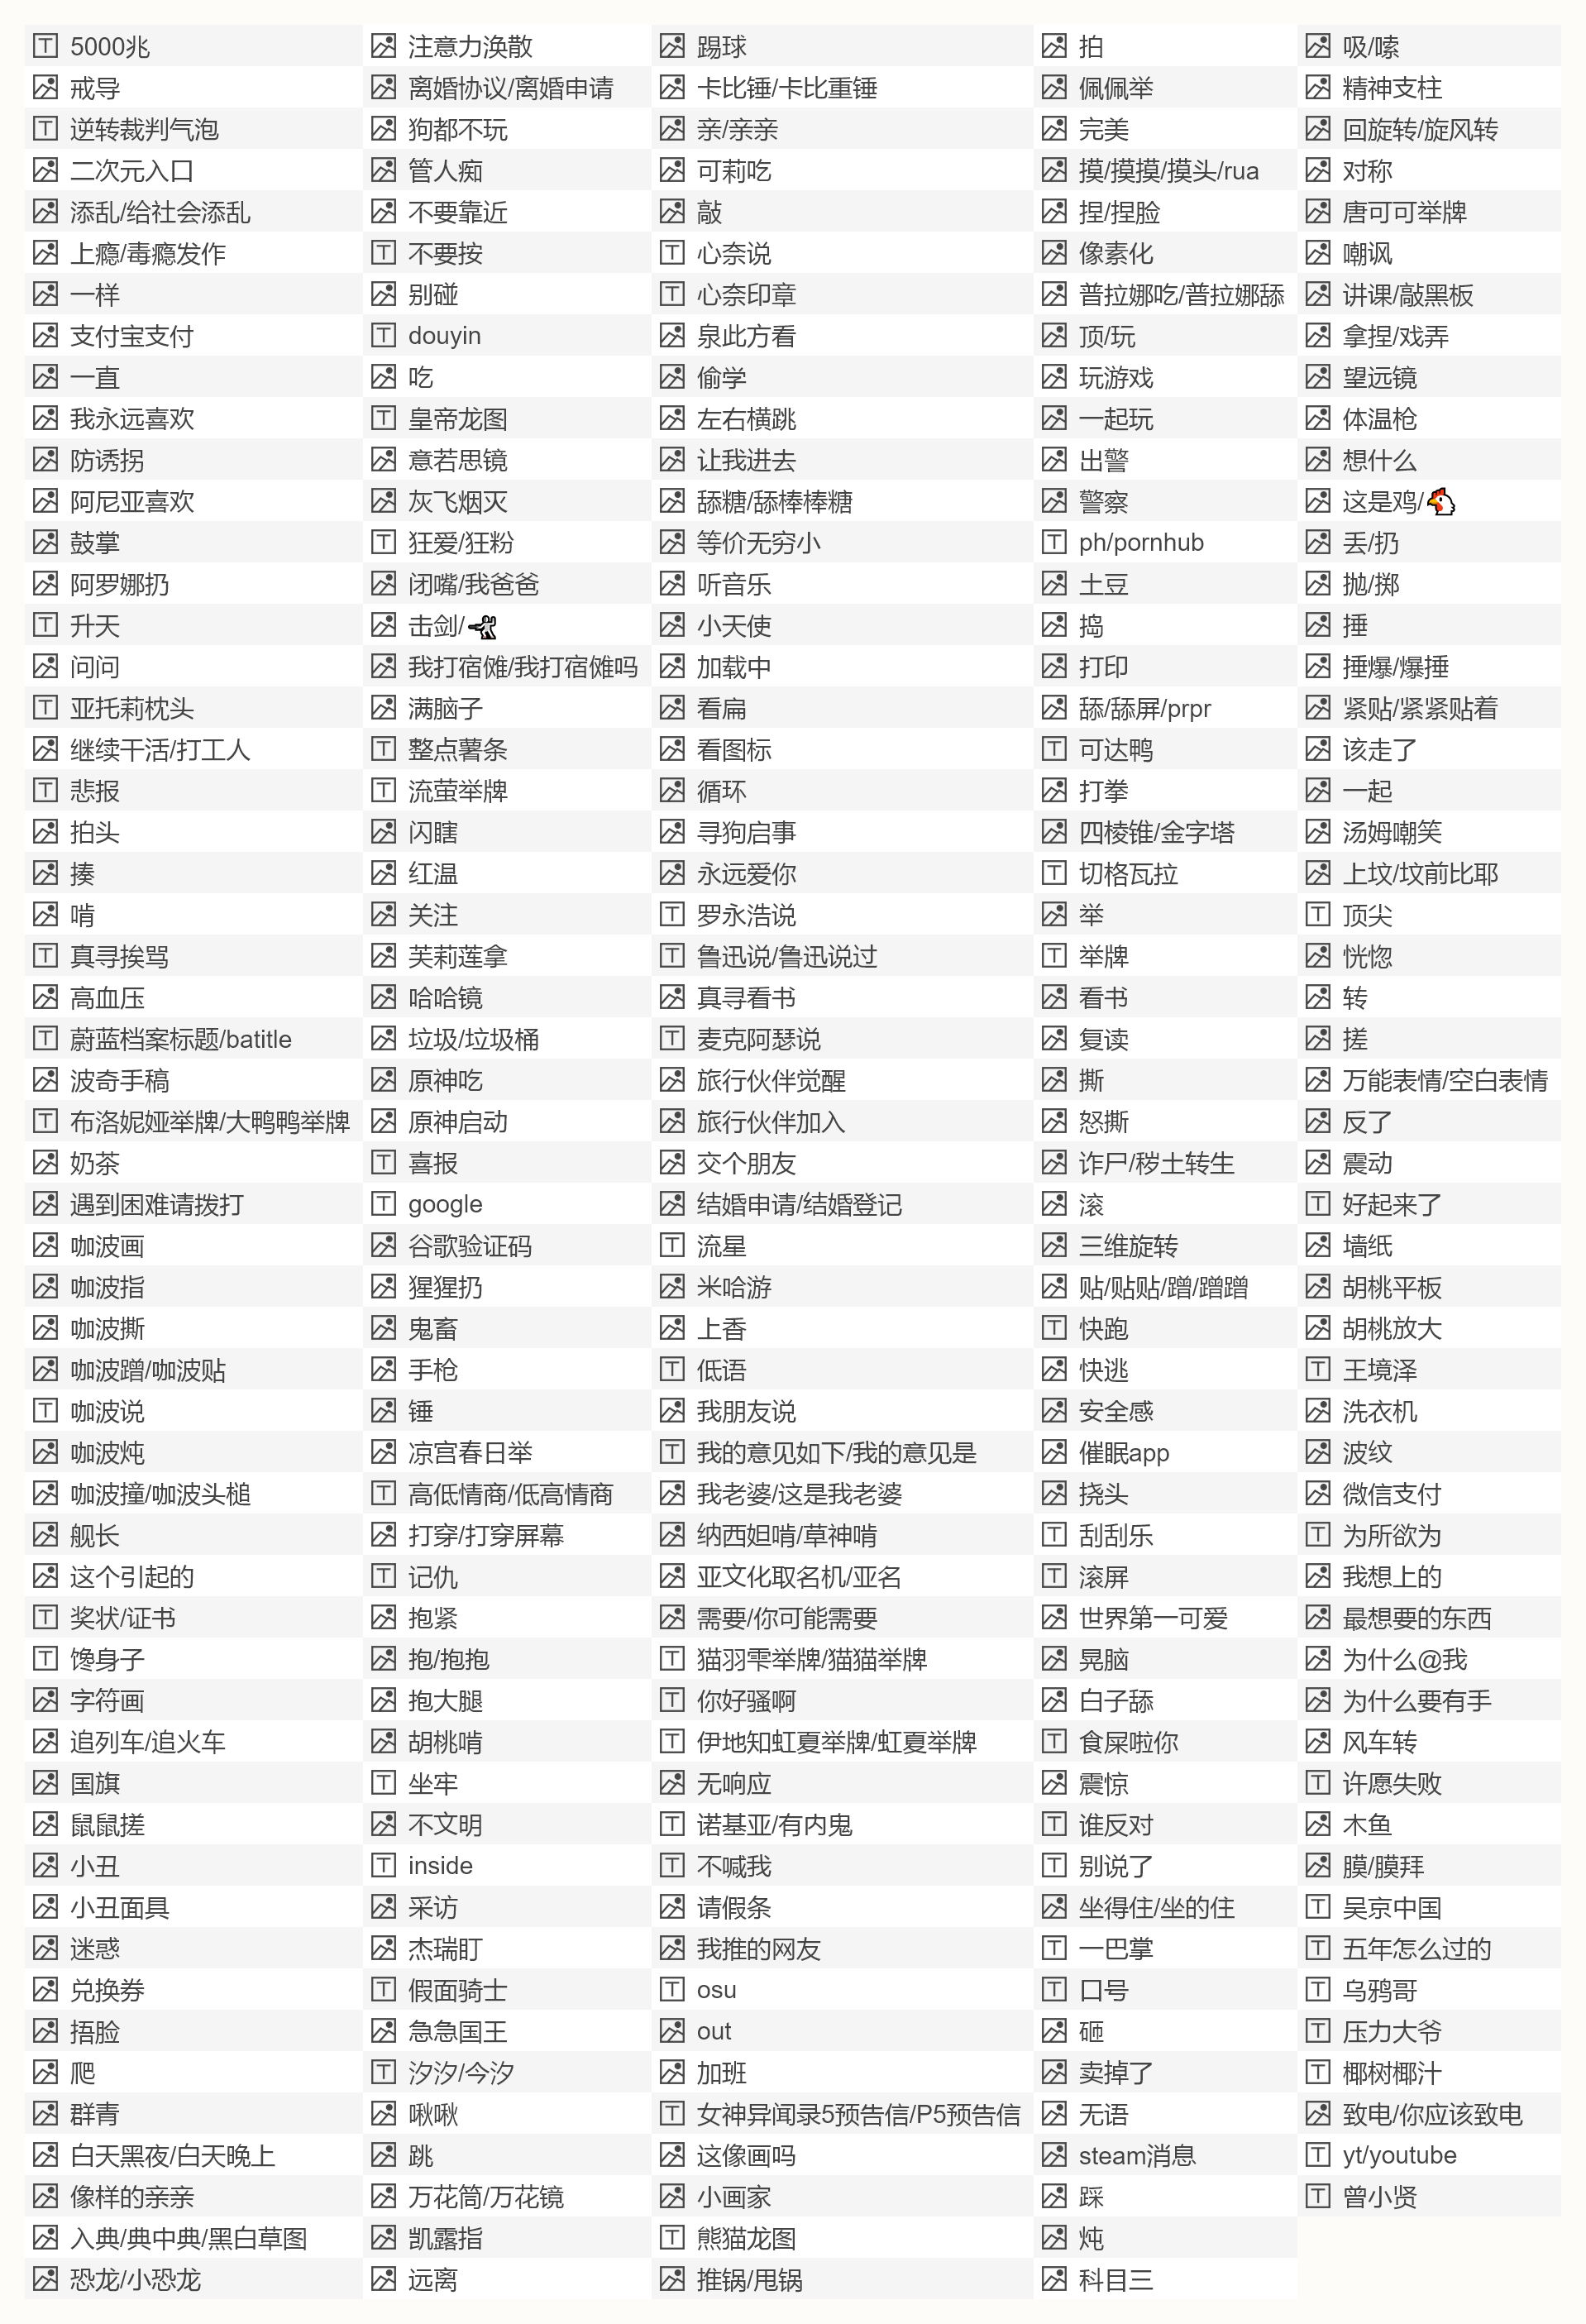 5000兆
戒导
逆转裁判气泡
二次元入口
添乱/给社会添乱
上瘾/毒瘾发作
一样
支付宝支付
一直
我永远喜欢
防诱拐
阿尼亚喜欢
鼓掌
阿罗娜扔
升天
问问
亚托莉枕头
继续干活/打工人
悲报
拍头
揍
啃
真寻挨骂
高血压
蔚蓝档案标题/batitle
波奇手稿
布洛妮娅举牌/大鸭鸭举牌
奶茶
遇到困难请拨打
咖波画
咖波指
咖波撕
咖波蹭/咖波贴
咖波说
咖波炖
咖波撞/咖波头槌
舰长
这个引起的
奖状/证书
馋身子
字符画
追列车/追火车
国旗
鼠鼠搓
小丑
小丑面具
迷惑
兑换券
捂脸
爬
群青
白天黑夜/白天晚上
像样的亲亲
入典/典中典/黑白草图
恐龙/小恐龙
注意力涣散
离婚协议/离婚申请
狗都不玩
管人痴
不要靠近
不要按
别碰
douyin
吃
皇帝龙图
意若思镜
灰飞烟灭
狂爱/狂粉
闭嘴/我爸爸
击剑/🤺
我打宿傩/我打宿傩吗
满脑子
整点薯条
流萤举牌
闪瞎
红温
关注
芙莉莲拿
哈哈镜
垃圾/垃圾桶
原神吃
原神启动
喜报
google
谷歌验证码
猩猩扔
鬼畜
手枪
锤
凉宫春日举
高低情商/低高情商
打穿/打穿屏幕
记仇
抱紧
抱/抱抱
抱大腿
胡桃啃
坐牢
不文明
inside
采访
杰瑞盯
假面骑士
急急国王
汐汐/今汐
啾啾
跳
万花筒/万花镜
凯露指
远离
踢球
卡比锤/卡比重锤
亲/亲亲
可莉吃
敲
心奈说
心奈印章
泉此方看
偷学
左右横跳
让我进去
舔糖/舔棒棒糖
等价无穷小
听音乐
小天使
加载中
看扁
看图标
循环
寻狗启事
永远爱你
罗永浩说
鲁迅说/鲁迅说过
真寻看书
麦克阿瑟说
旅行伙伴觉醒
旅行伙伴加入
交个朋友
结婚申请/结婚登记
流星
米哈游
上香
低语
我朋友说
我的意见如下/我的意见是
我老婆/这是我老婆
纳西妲啃/草神啃
亚文化取名机/亚名
需要/你可能需要
猫羽雫举牌/猫猫举牌
你好骚啊
伊地知虹夏举牌/虹夏举牌
无响应
诺基亚/有内鬼
不喊我
请假条
我推的网友
osu
out
加班
女神异闻录5预告信/P5预告信
这像画吗
小画家
熊猫龙图
推锅/甩锅
拍
佩佩举
完美
摸/摸摸/摸头/rua
捏/捏脸
像素化
普拉娜吃/普拉娜舔
顶/玩
玩游戏
一起玩
出警
警察
ph/pornhub
土豆
捣
打印
舔/舔屏/prpr
可达鸭
打拳
四棱锥/金字塔
切格瓦拉
举
举牌
看书
复读
撕
怒撕
诈尸/秽土转生
滚
三维旋转
贴/贴贴/蹭/蹭蹭
快跑
快逃
安全感
催眠app
挠头
刮刮乐
滚屏
世界第一可爱
晃脑
白子舔
食屎啦你
震惊
谁反对
别说了
坐得住/坐的住
一巴掌
口号
砸
卖掉了
无语
steam消息
踩
炖
科目三
吸/嗦
精神支柱
回旋转/旋风转
对称
唐可可举牌
嘲讽
讲课/敲黑板
拿捏/戏弄
望远镜
体温枪
想什么
这是鸡/🐔
丢/扔
抛/掷
捶
捶爆/爆捶
紧贴/紧紧贴着
该走了
一起
汤姆嘲笑
上坟/坟前比耶
顶尖
恍惚
转
搓
万能表情/空白表情
反了
震动
好起来了
墙纸
胡桃平板
胡桃放大
王境泽
洗衣机
波纹
微信支付
为所欲为
我想上的
最想要的东西
为什么@我
为什么要有手
风车转
许愿失败
木鱼
膜/膜拜
吴京中国
五年怎么过的
乌鸦哥
压力大爷
椰树椰汁
致电/你应该致电
yt/youtube
曾小贤